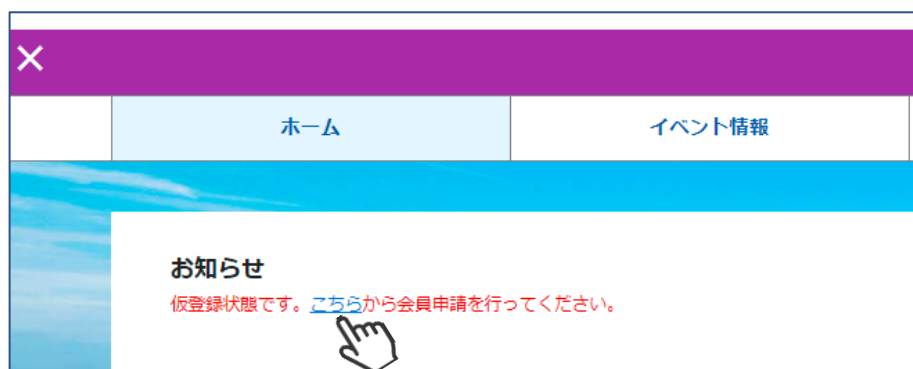 ホーム
イベント情報
お知らせ
仮登録状態です。こちらから会員申請を行ってください。